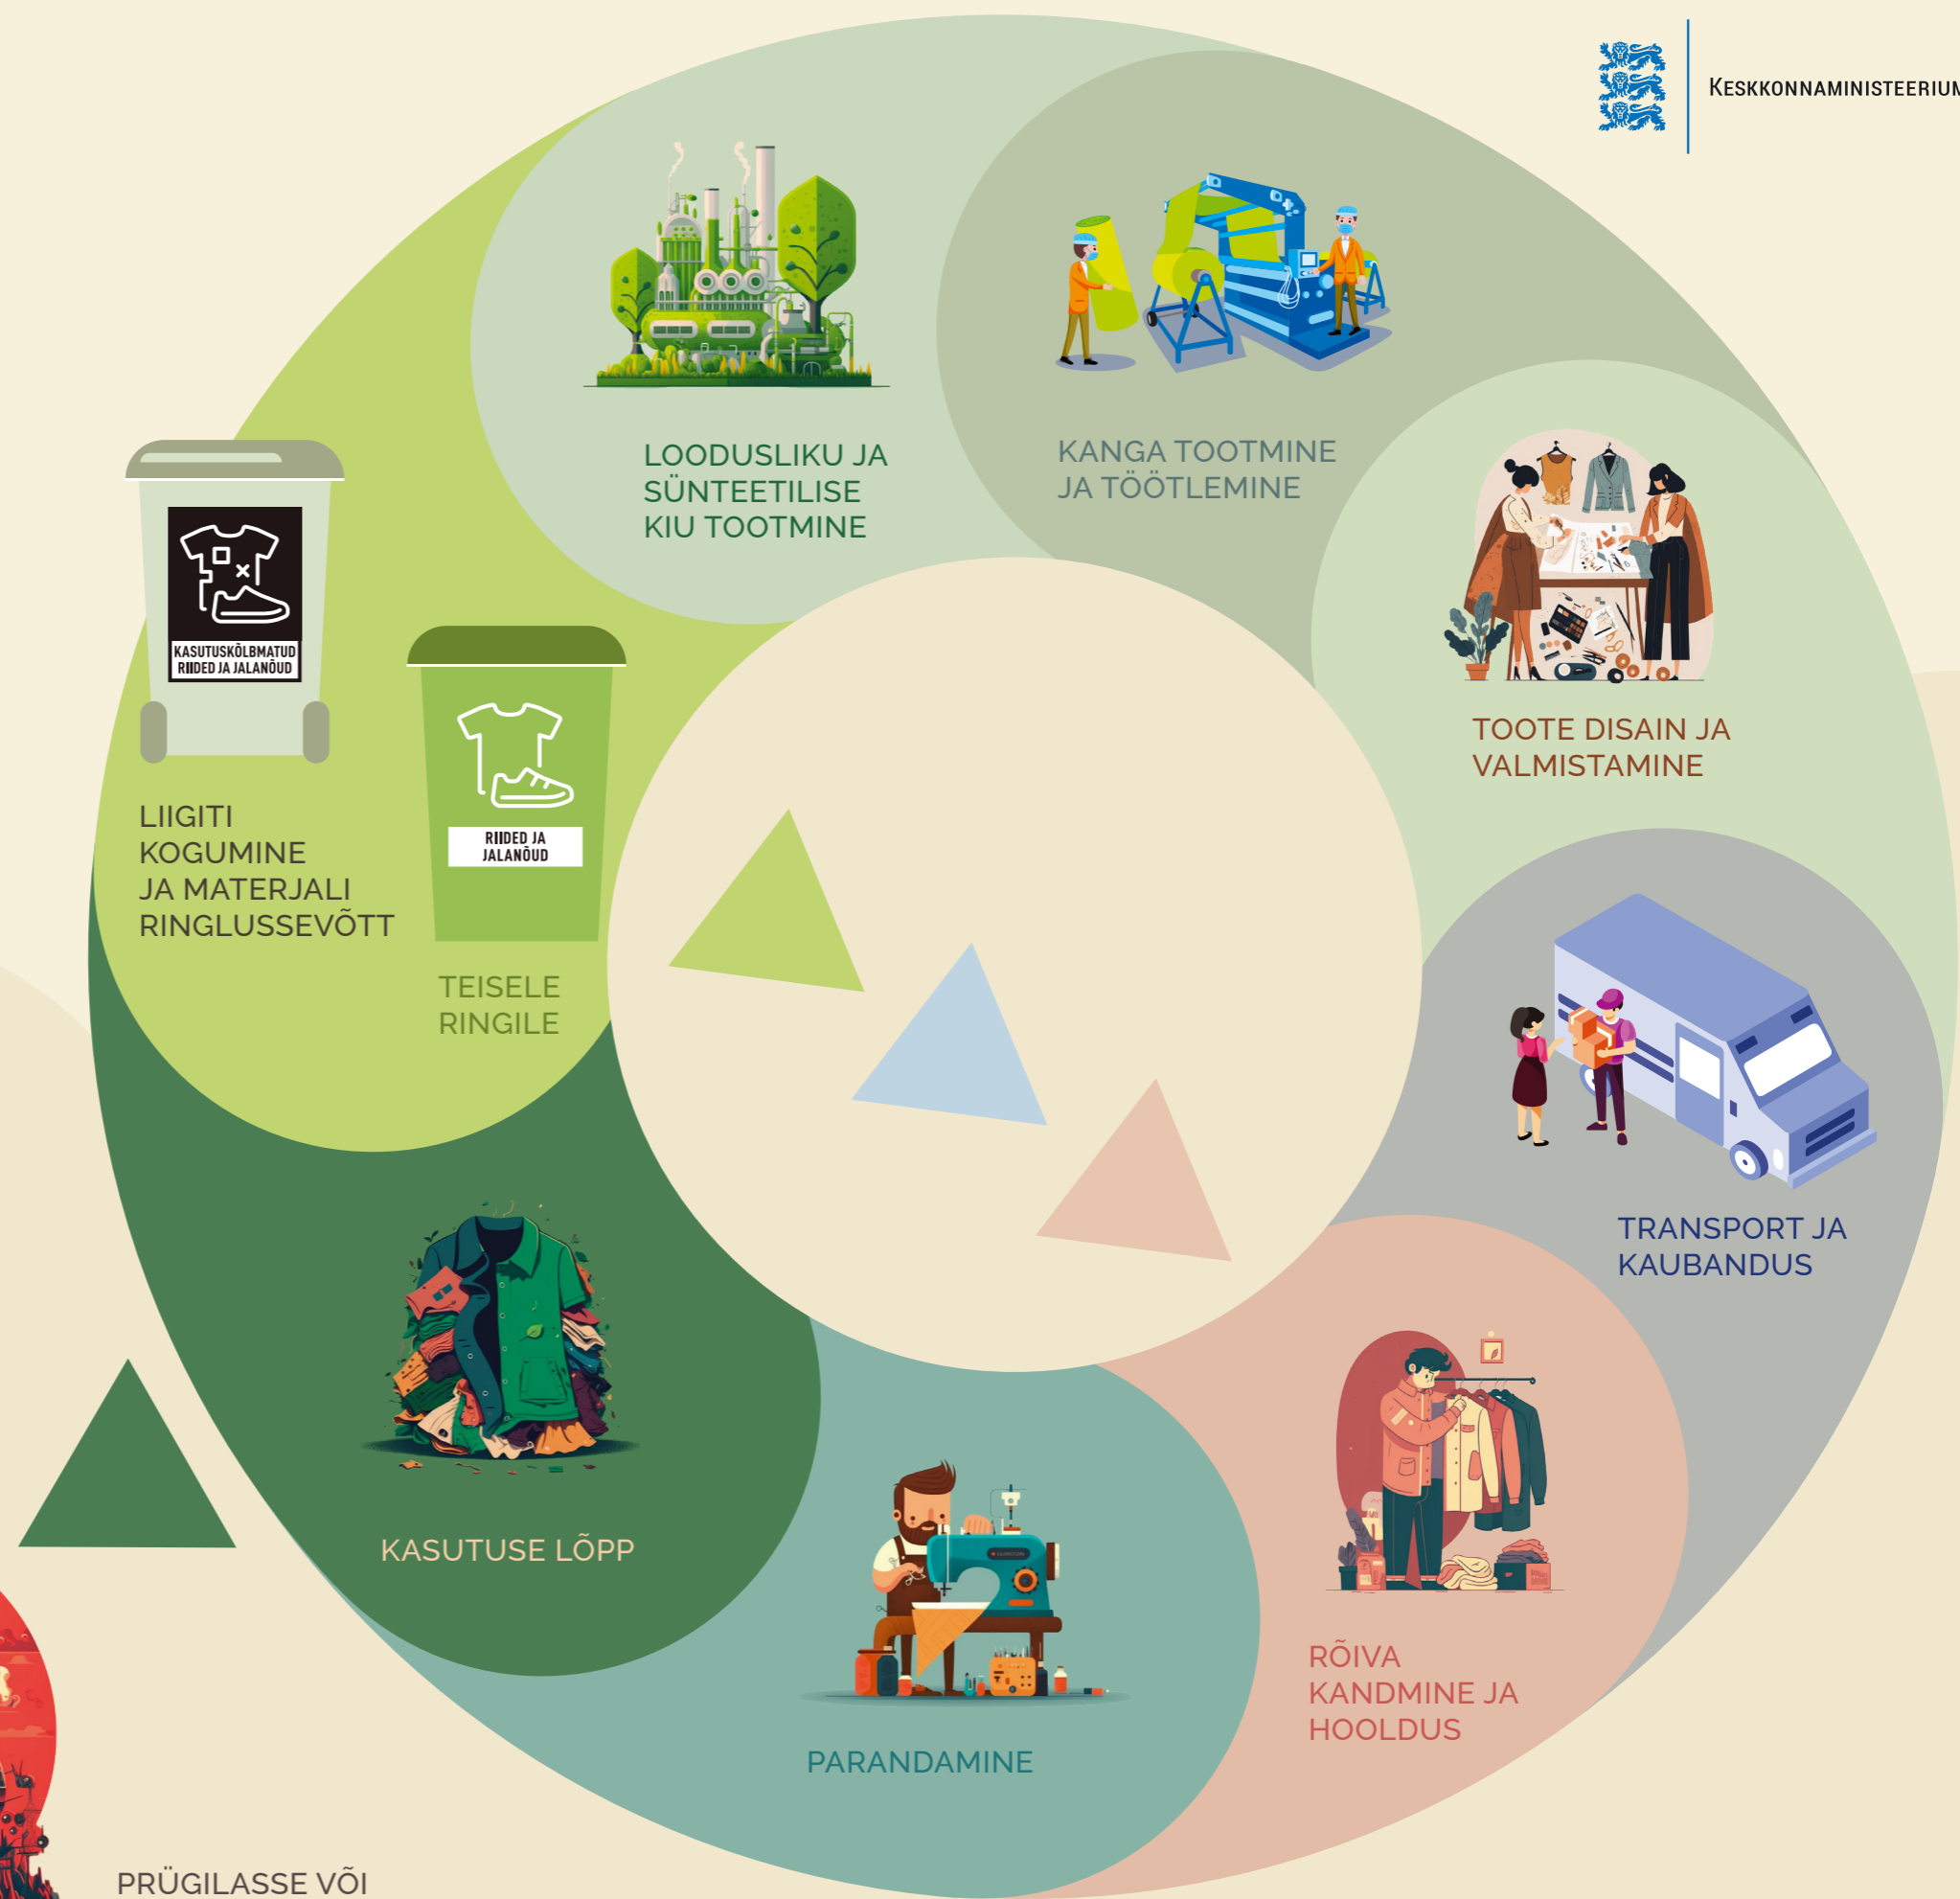 KESKKONNAMINISTEERIUM
LOODUSLIKU JA
SÜNTEETILISE
KIU TOOTMINE
KANGA TOOTMINE
JA TÖÖTLEMINE
TOOTE DISAIN JA
VALMISTAMINE
TRANSPORT JA
KAUBANDUS
RÕIVA
KANDMINE JA
HOOLDUS
PARANDAMINE
KASUTUSE LÕPP
KASUTUSKÕLBMATUD
RIIDED JA JALANÕUD
LIIGITI
KOGUMINE
JA MATERJALI
RINGLUSSEVÕTT
RIIDED JA
JALANÕUD
TEISELE
RINGILE
PRÜGILASSE VÕI